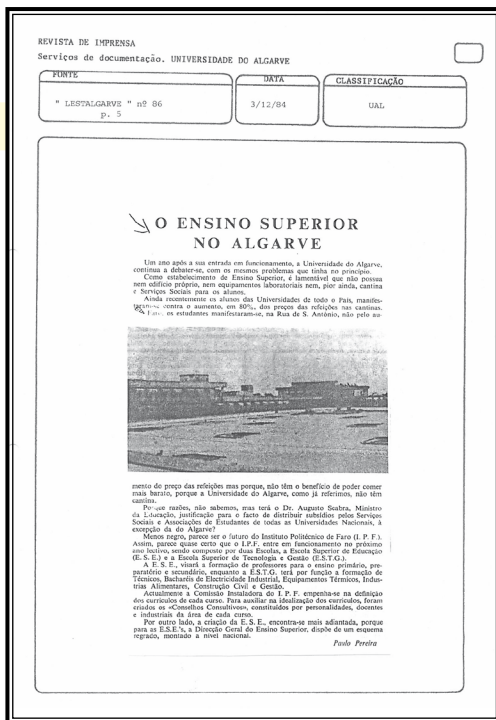 REVISTA DE IMPRENSA
Serviços de documentação. UNIVERSIDADE DO ALGARVE
FONTE
DATA
CLASSIFICAÇÃO
" LESTALGARVE " nº 86
p. 5
3/12/84
UAL
O ENSINO SUPERIOR
NO ALGARVE
Um ano após a sua entrada em funcionamento, a Universidade do Algarve,
continua a debater-se, com os mesmos problemas que tinha no princípio.
Como estabelecimento de Ensino Superior, é lamentável que não possua
nem edifício próprio, nem equipamentos laboratoriais nem, pior ainda, cantina
e Serviços Sociais para os alunos.
Ainda recentemente os alunos das Universidades de todo o País, manifes-
contra o aumento, em 80%, dos preços das refeições nas cantinas.
os estudantes manifestaram-se, na Rua de S. António, não pelo au-
mento do preço das refeições mas porque, não têm o benefício de poder comer
mais barato, porque a Universidade do Algarve, como já referimos, não têm
cantina.
Porque razões, não sabemos, mas terá o Dr. Augusto Seabra, Ministro
da Educação, justificação para o facto de distribuir subsídios pelos Serviços
Sociais e Associações de Estudantes de todas as Universidades Nacionais, à
excepção da do Algarve?
Menos negro, parece ser o futuro do Instituto Politécnico de Faro (I. P. F.).
Assim, parece quase certo que o I.P.F. entre em funcionamento no próximo
ano lectivo, sendo composto por duas Escolas, a Escola Superior de Educação
(E. S. E.) e a Escola Superior de Tecnologia e Gestão (E.S.T.G.).
A E. S. E., visará a formação de professores para o ensino primário, pre-
paratório e secundário, enquanto a E.S.T.G. terá por função a formação de
Técnicos, Bacharéis de Electricidade Industrial, Equipamentos Térmicos, Indus-
trias Alimentares, Construção Civil e Gestão.
Actualmente a Comissão Instaladora do I. P. F. empenha-se na definição
dos currículos de cada curso. Para auxiliar na idealização dos currículos, foram
criados os «Conselhos Consultivos», constituídos por personalidades, docentes
e industriais da área de cada curso.
Por outro lado, a criação da E. S. E., encontra-se mais adiantada, porque
para as E.S.E.'s, a Direcção Geral do Ensino Superior, dispõe de um esquema
regrado, montado a nível nacional.
Paulo Pereira